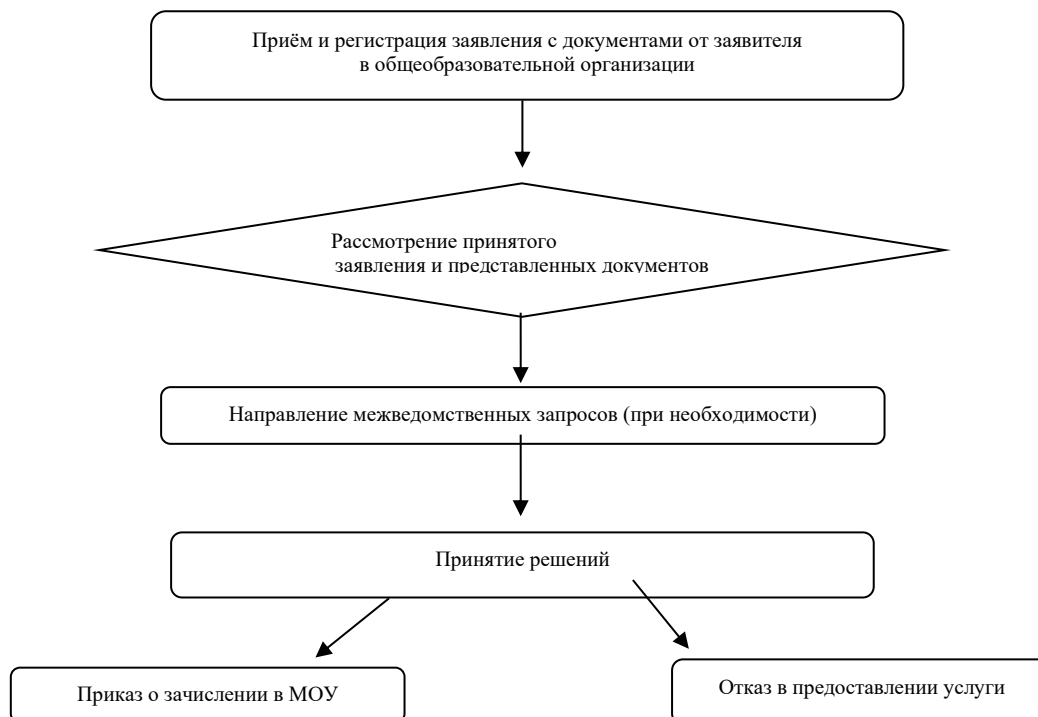 Приём и регистрация заявления с документами от заявителя
в общеобразовательной организации
Рассмотрение принятого
заявления и представленных документов
Направление межведомственных запросов (при необходимости)
Принятие решений
Приказ о зачислении в МОУ
Отказ в предоставлении услуги